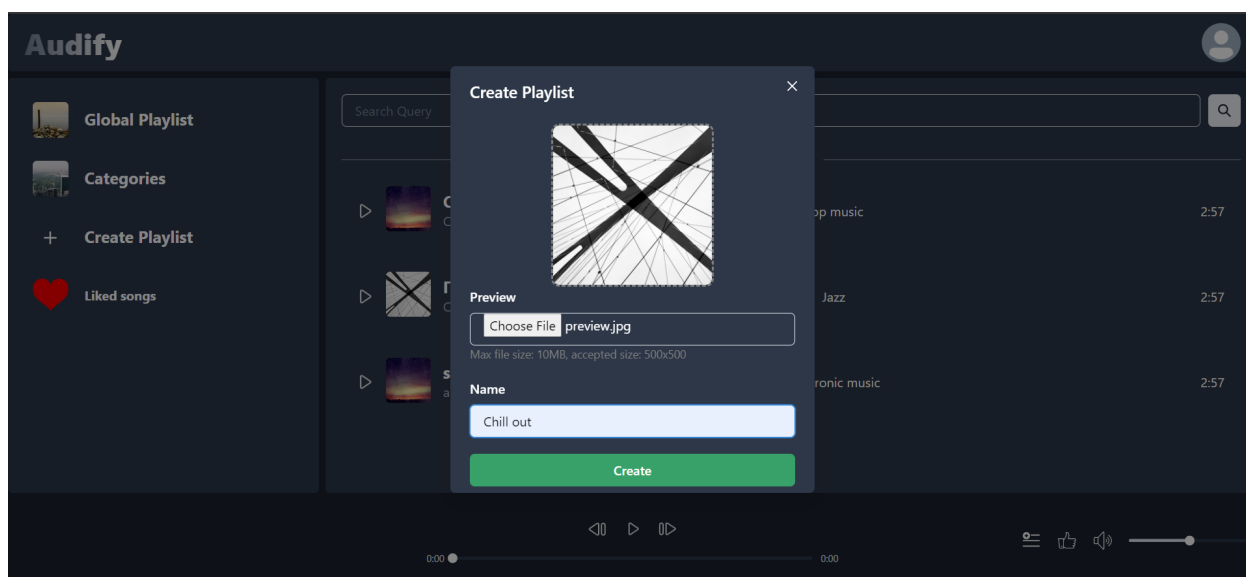 Audify
Create Playlist
Global Playlist
Search Query
Categories
Create Playlist
Liked songs
op music
2:57
Jazz
2:57
ronic music
2:57
Preview
Choose File preview.jpg
Max file size: 10MB, accepted size: 500x500
Name
Chill out
Create
0:00
0:00